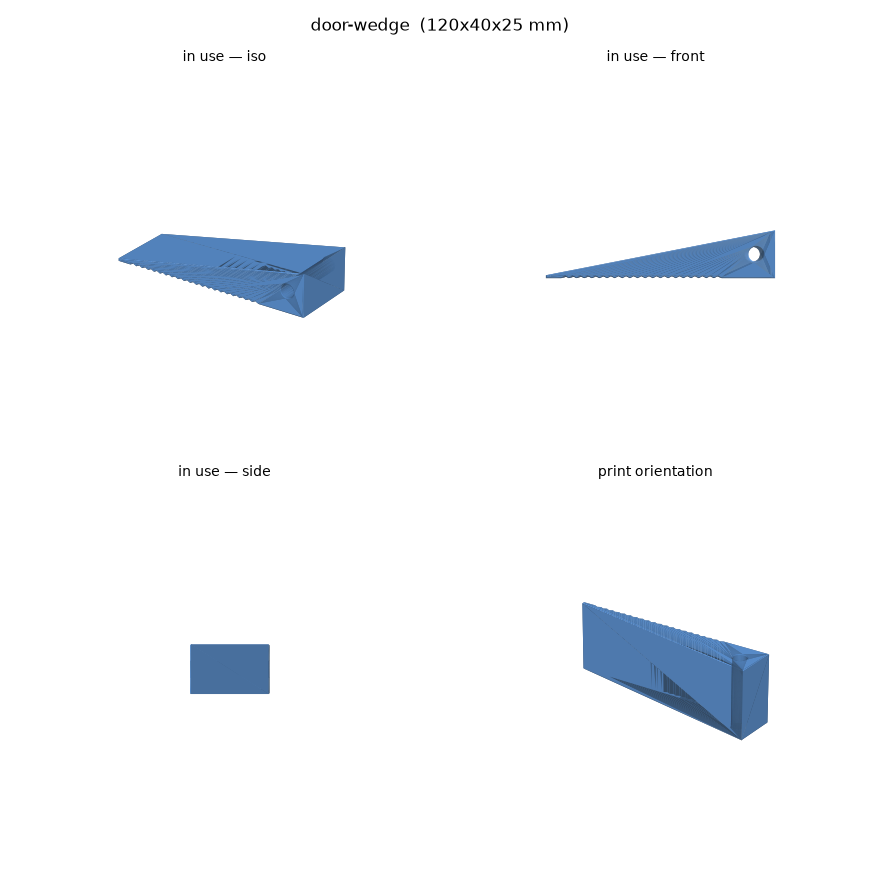 door-wedge  (120x40x25 mm)
in use — iso
in use — front
in use — side
print orientation